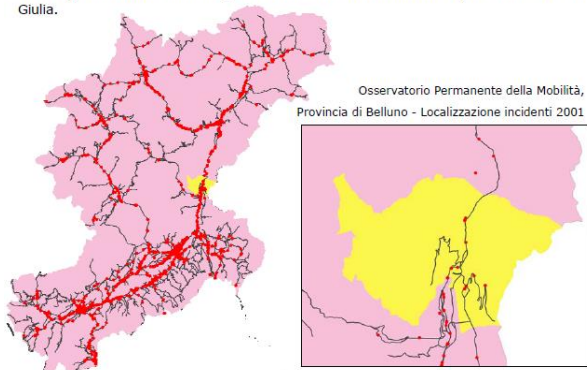 Giulia.
Osservatorio Permanente della Mobilità,
Provincia di Belluno - Localizzazione incidenti 2001